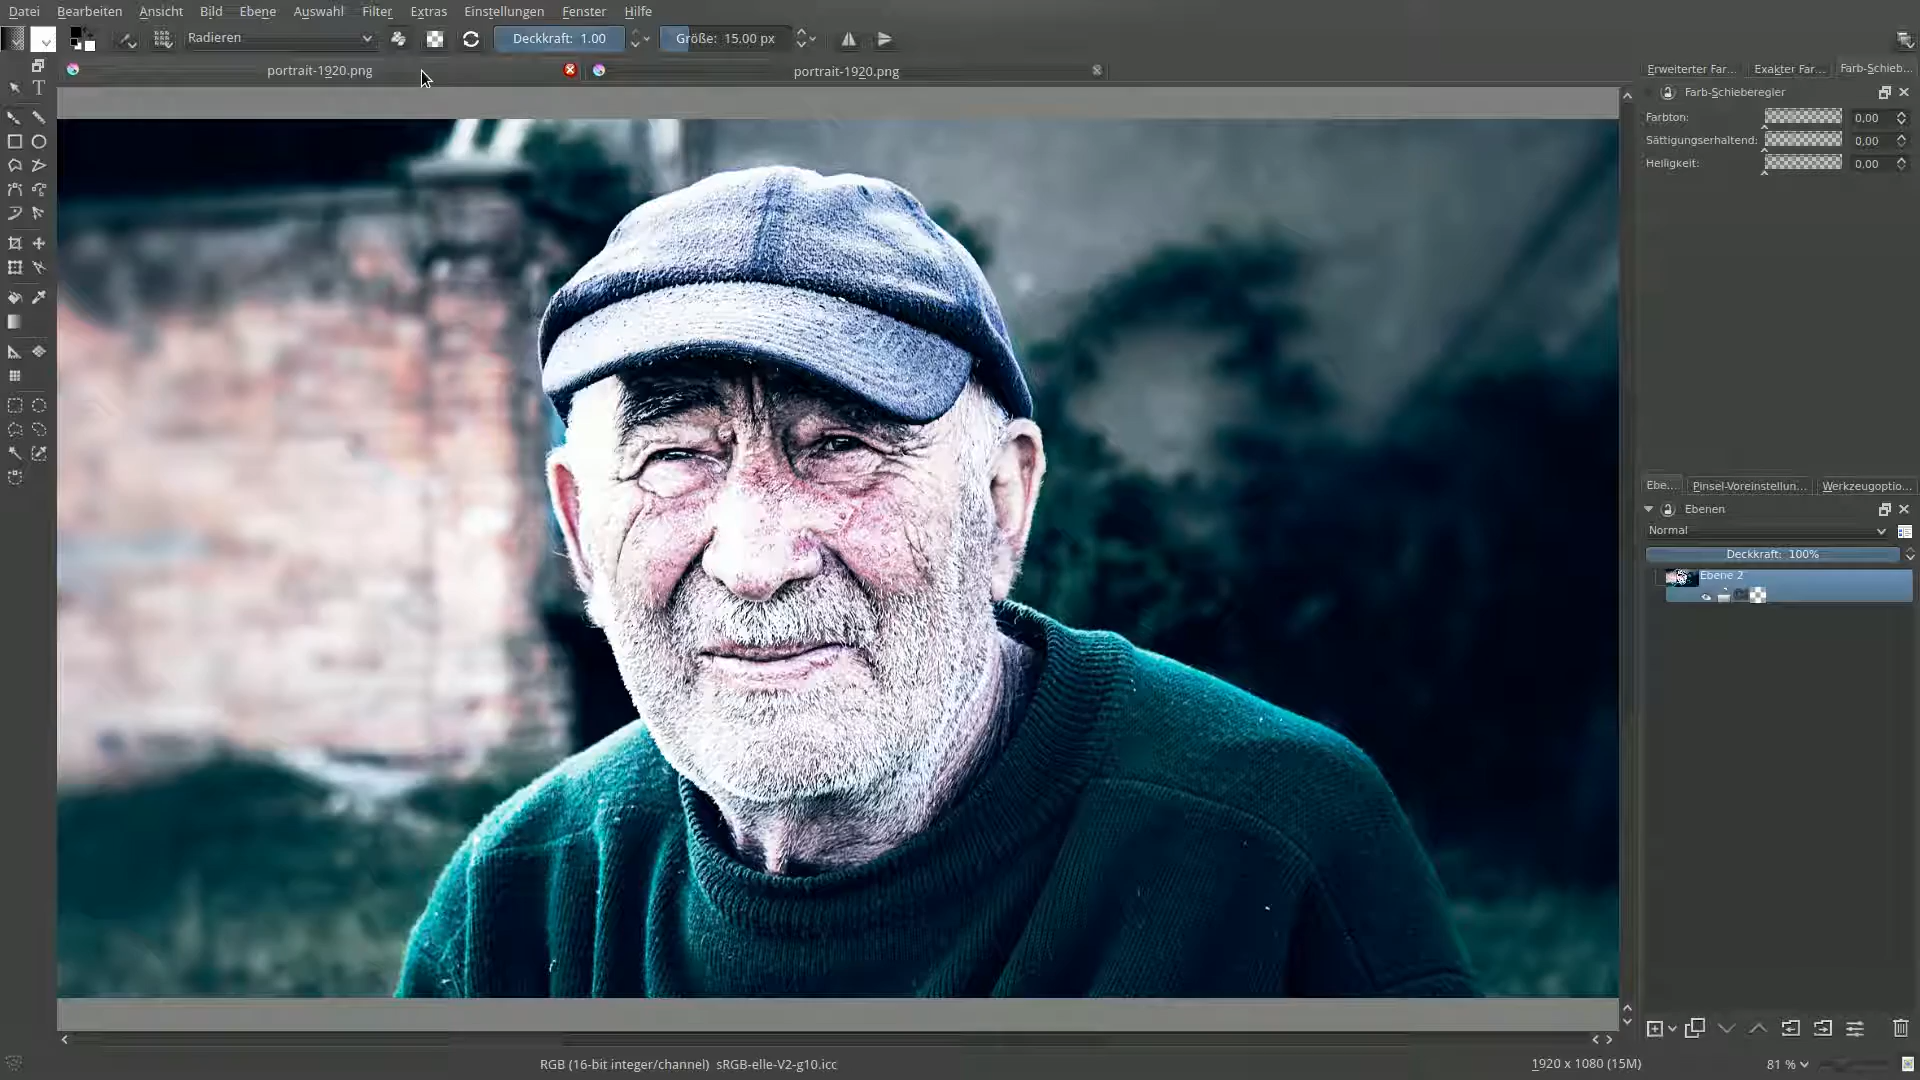 Datei Bearbeiten Ansicht Bild Ebene Auswahl Filter Extras Einstellungen Fenster Hilfe
Radieren Deckkraft: 1.00 Größe: 15.00 px
portrait-1920.png portrait-1920.png
Erweiterter Far... Exakter Far... Farb-Schieb...
Farb-Schieberegler
Farbton: 0,00
Sättigungserhaltend: 0,00
Helligkeit: 0,00
Ebe... Pinsel-Voreinstellun... Werkzeugoptio...
Ebenen
Normal
Deckkraft: 100%
Ebene 2
RGB (16-bit integer/channel) sRGB-elle-V2-g10.icc 1920 x 1080 (15M) 81 %